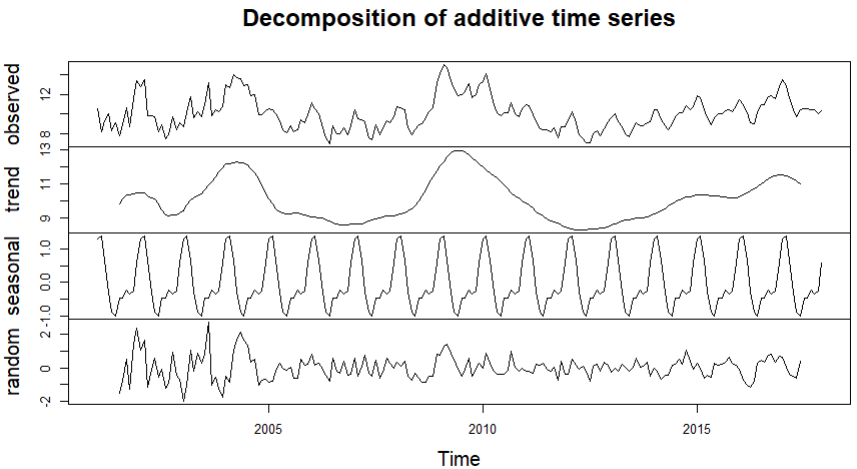 Decomposition of additive time series
observed
8 12
trend
9 11 13
seasonal
-1.0 0.0 1.0
random
-2 0 2
2005 2010 2015
Time